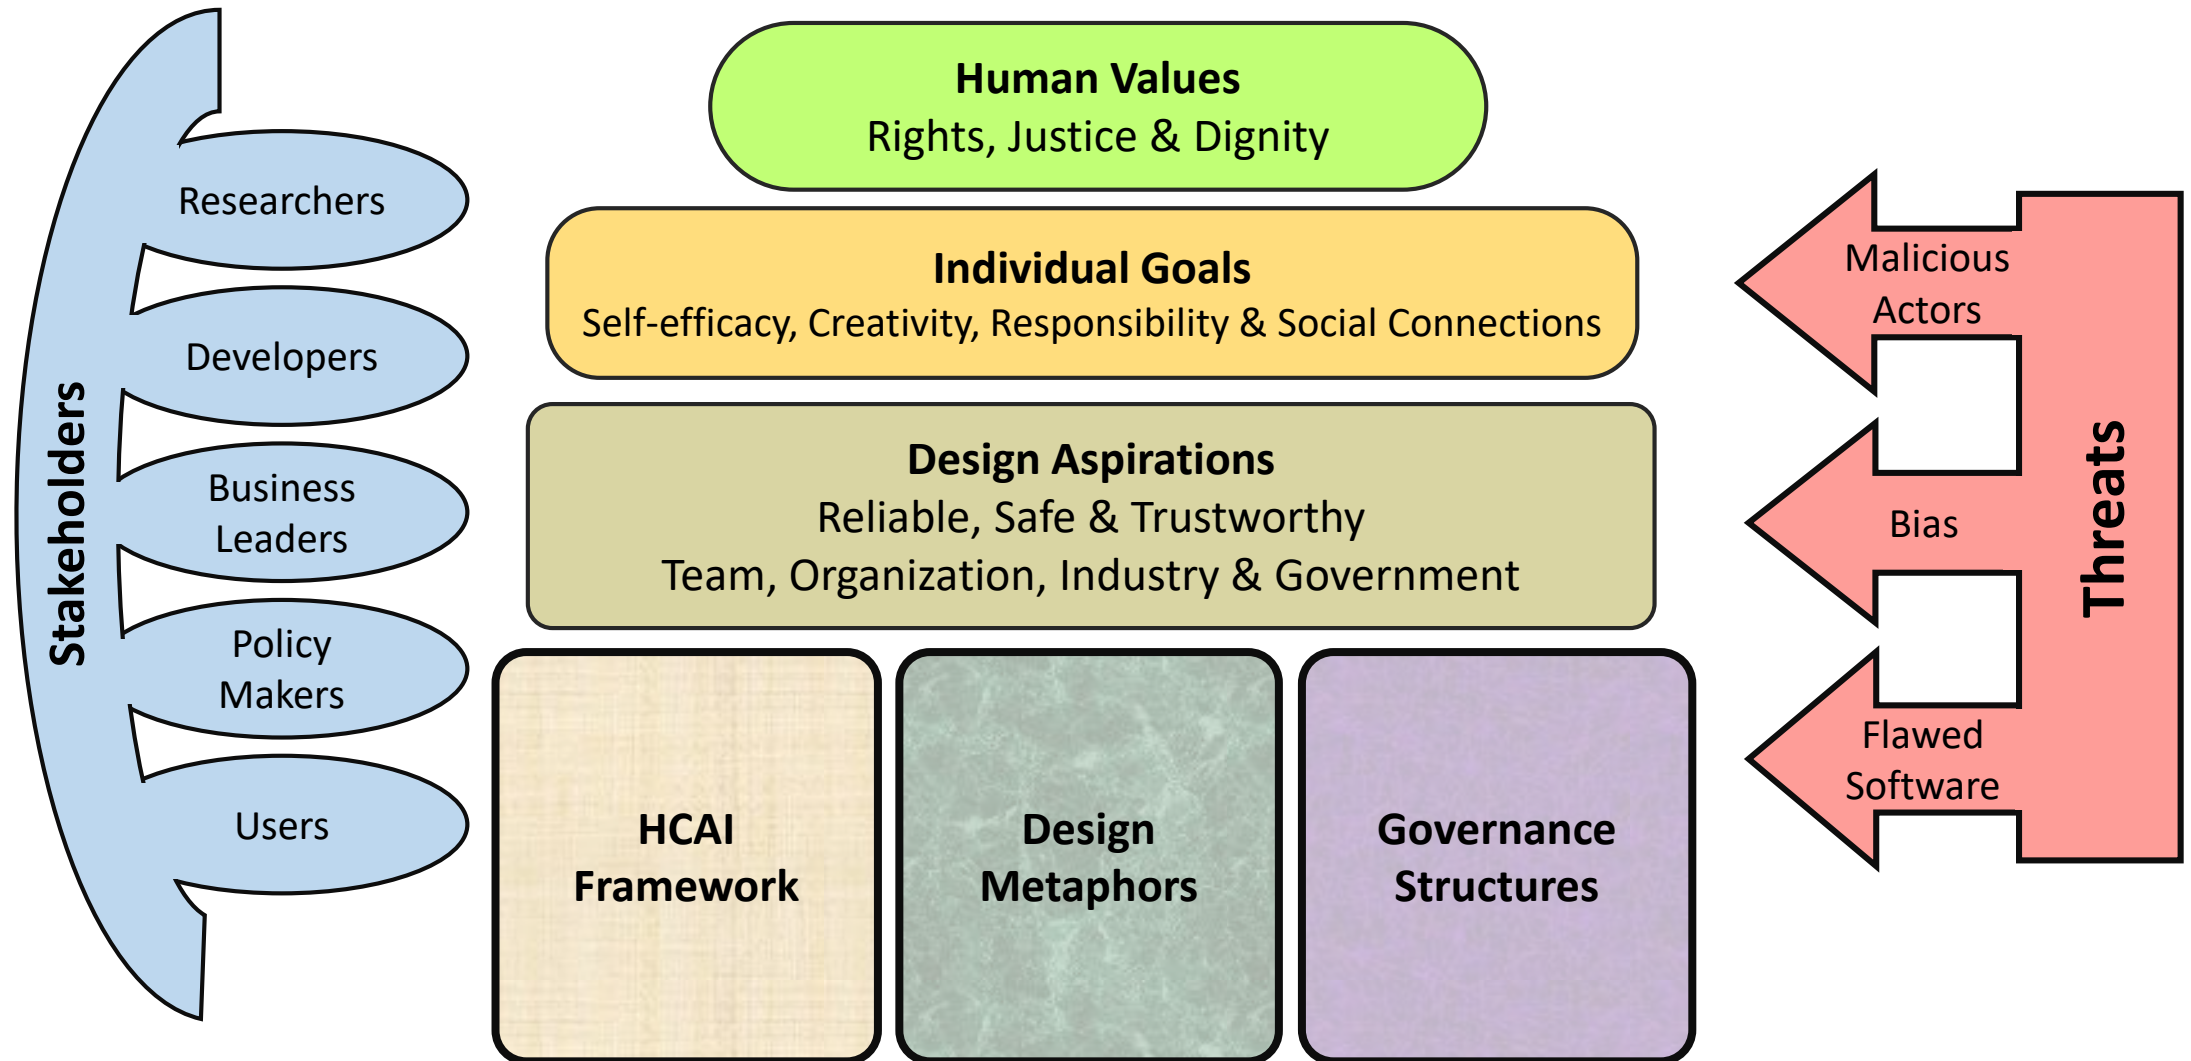 Stakeholders
Researchers
Developers
Business
Leaders
Policy
Makers
Users
Human Values
Rights, Justice & Dignity
Individual Goals
Self-efficacy, Creativity, Responsibility & Social Connections
Design Aspirations
Reliable, Safe & Trustworthy
Team, Organization, Industry & Government
HCAI
Framework
Design
Metaphors
Governance
Structures
Malicious
Actors
Bias
Flawed
Software
Threats